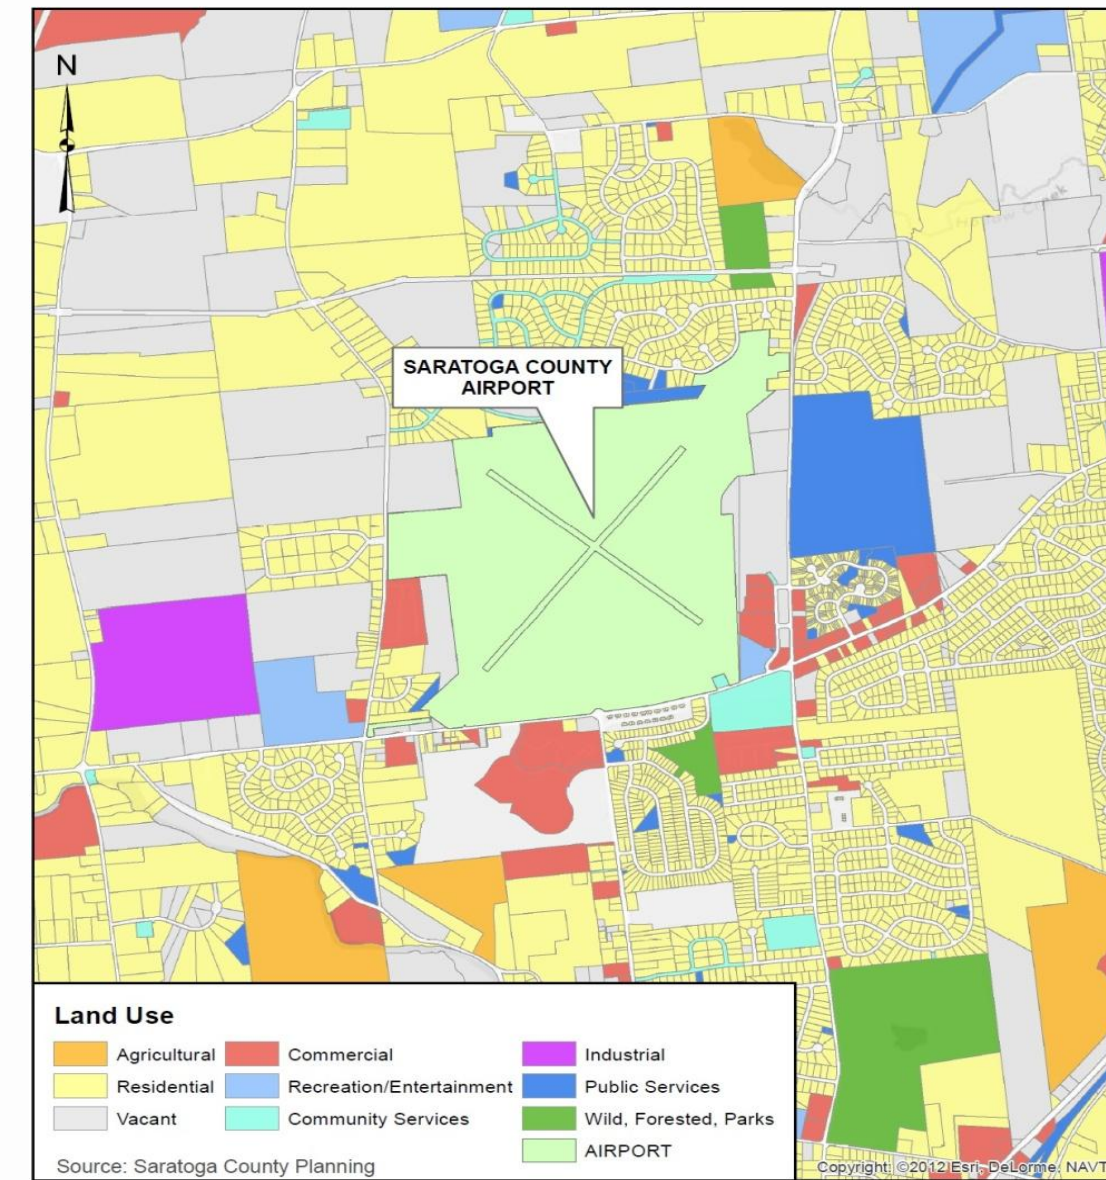 N
SARATOGA COUNTY
AIRPORT
Creek
Land Use
Agricultural
Commercial
Industrial
Residential
Recreation/Entertainment
Public Services
Vacant
Community Services
Wild, Forested, Parks
AIRPORT
Source: Saratoga County Planning
Copyright: ©2012 Esri, DeLorme, NAVT